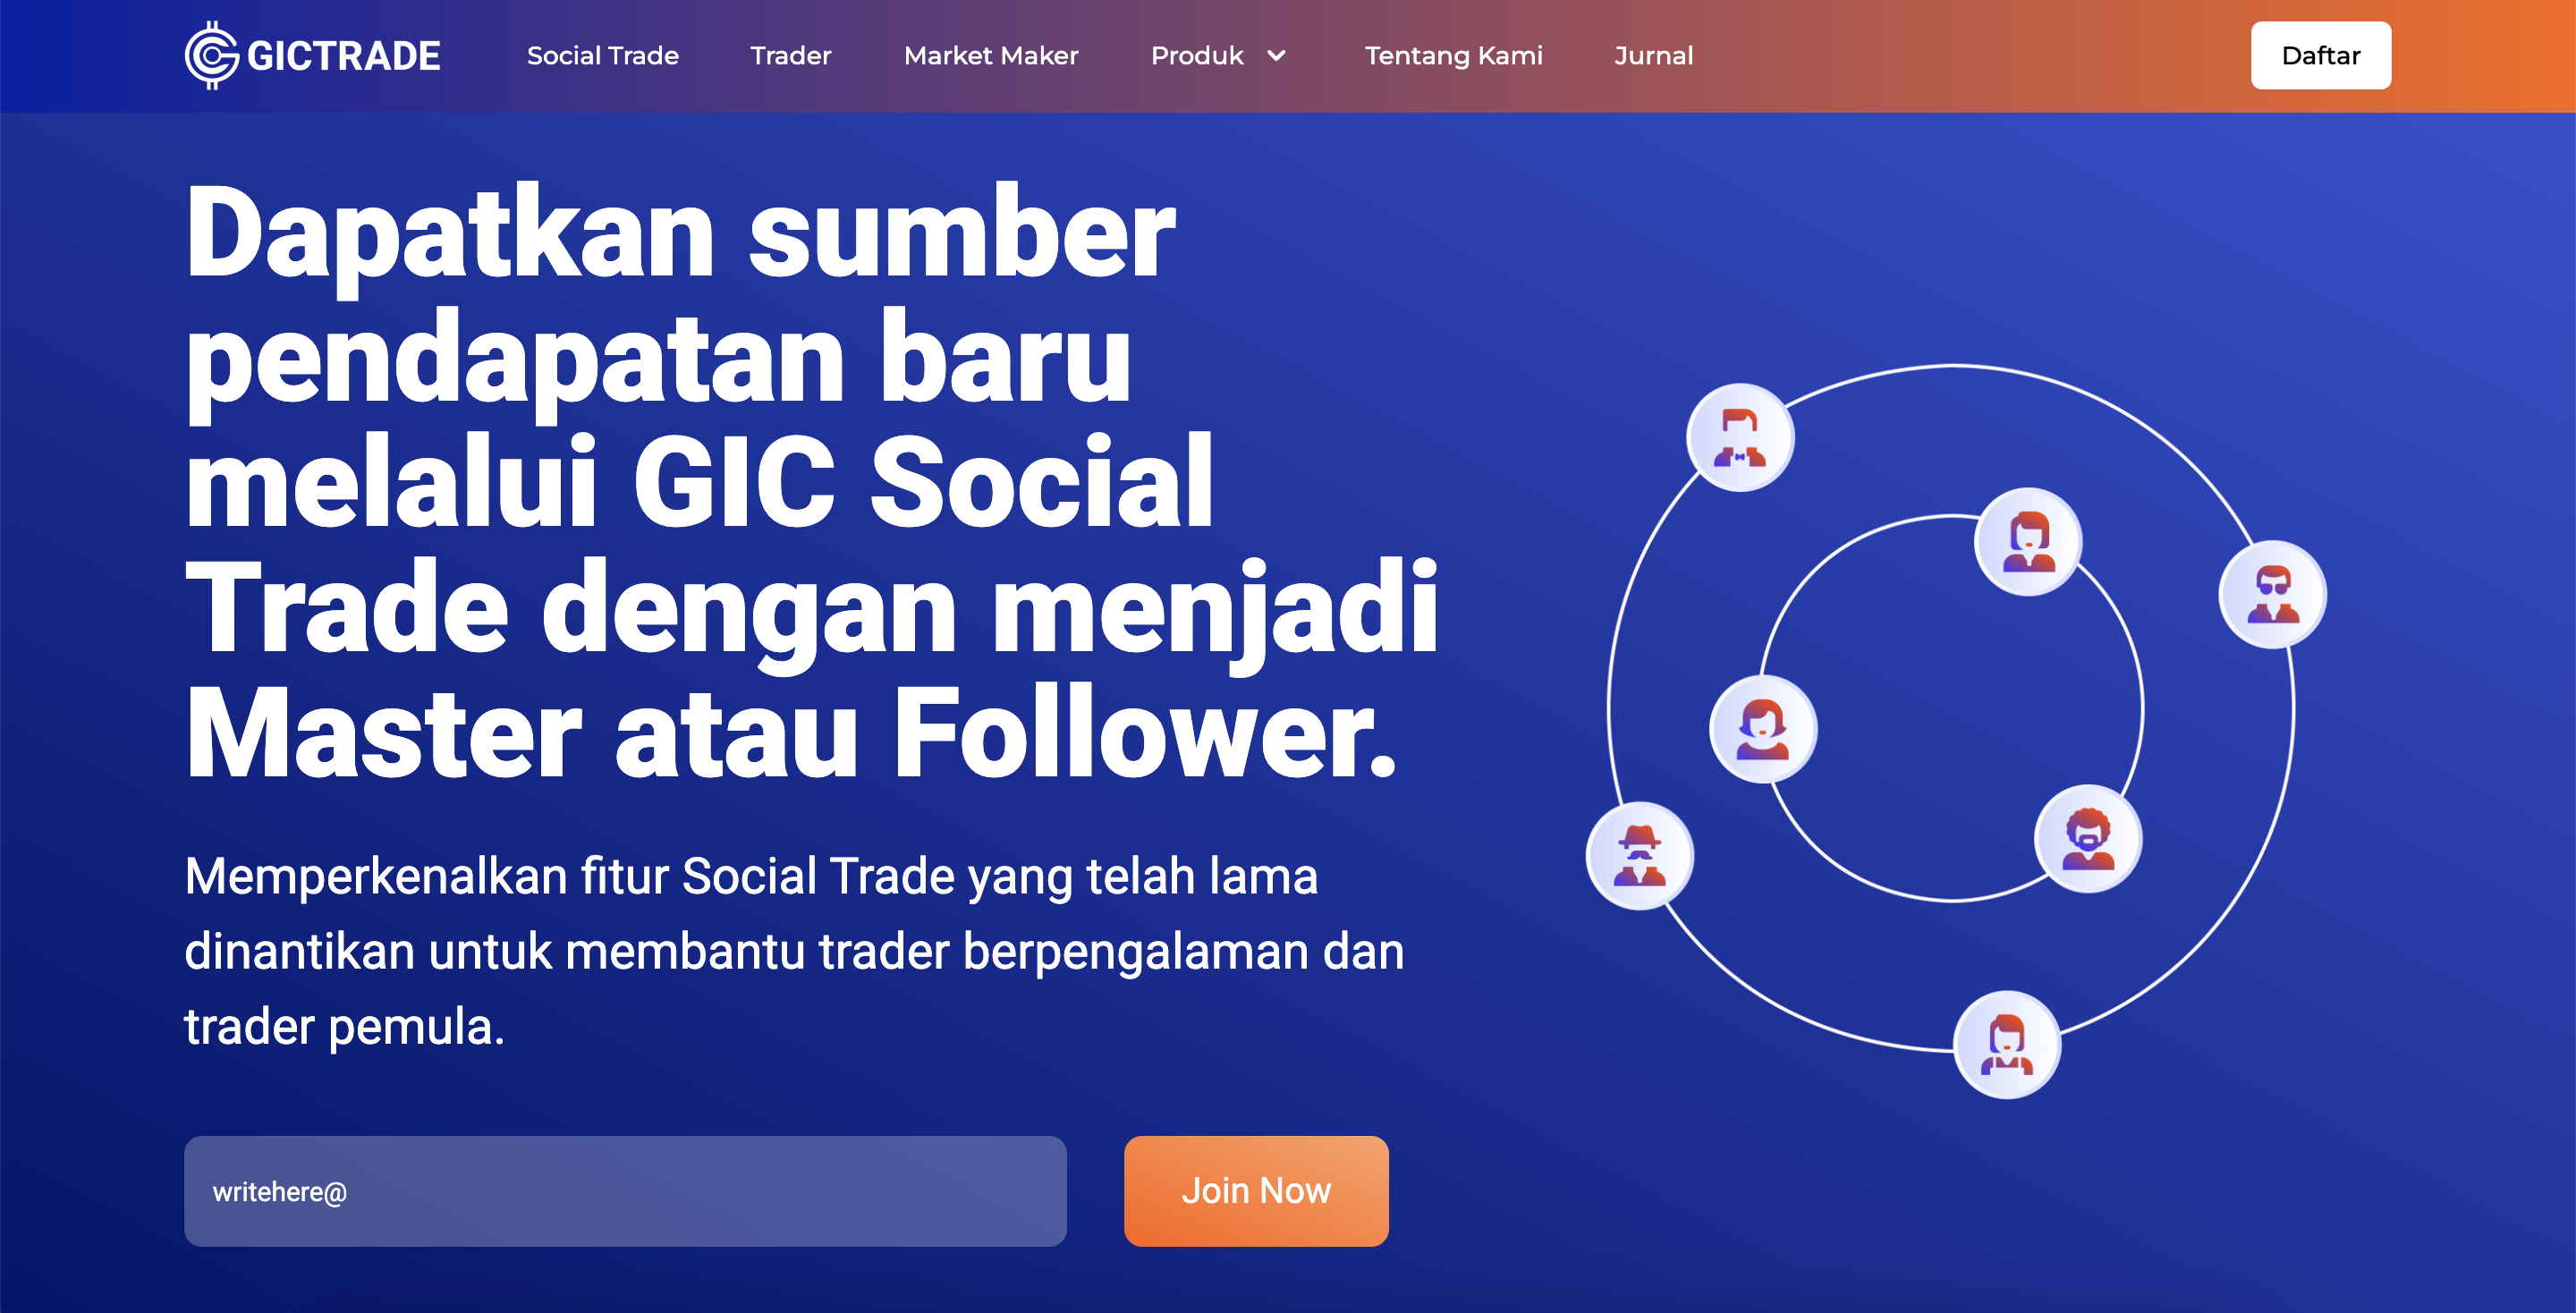 GICTRADE
Social Trade
Trader
Market Maker
Produk
Tentang Kami
Jurnal
Daftar
Dapatkan sumber
pendapatan baru
melalui GIC Social
Trade dengan menjadi
Master atau Follower.
Memperkenalkan fitur Social Trade yang telah lama
dinantikan untuk membantu trader berpengalaman dan
trader pemula.
writehere@
Join Now